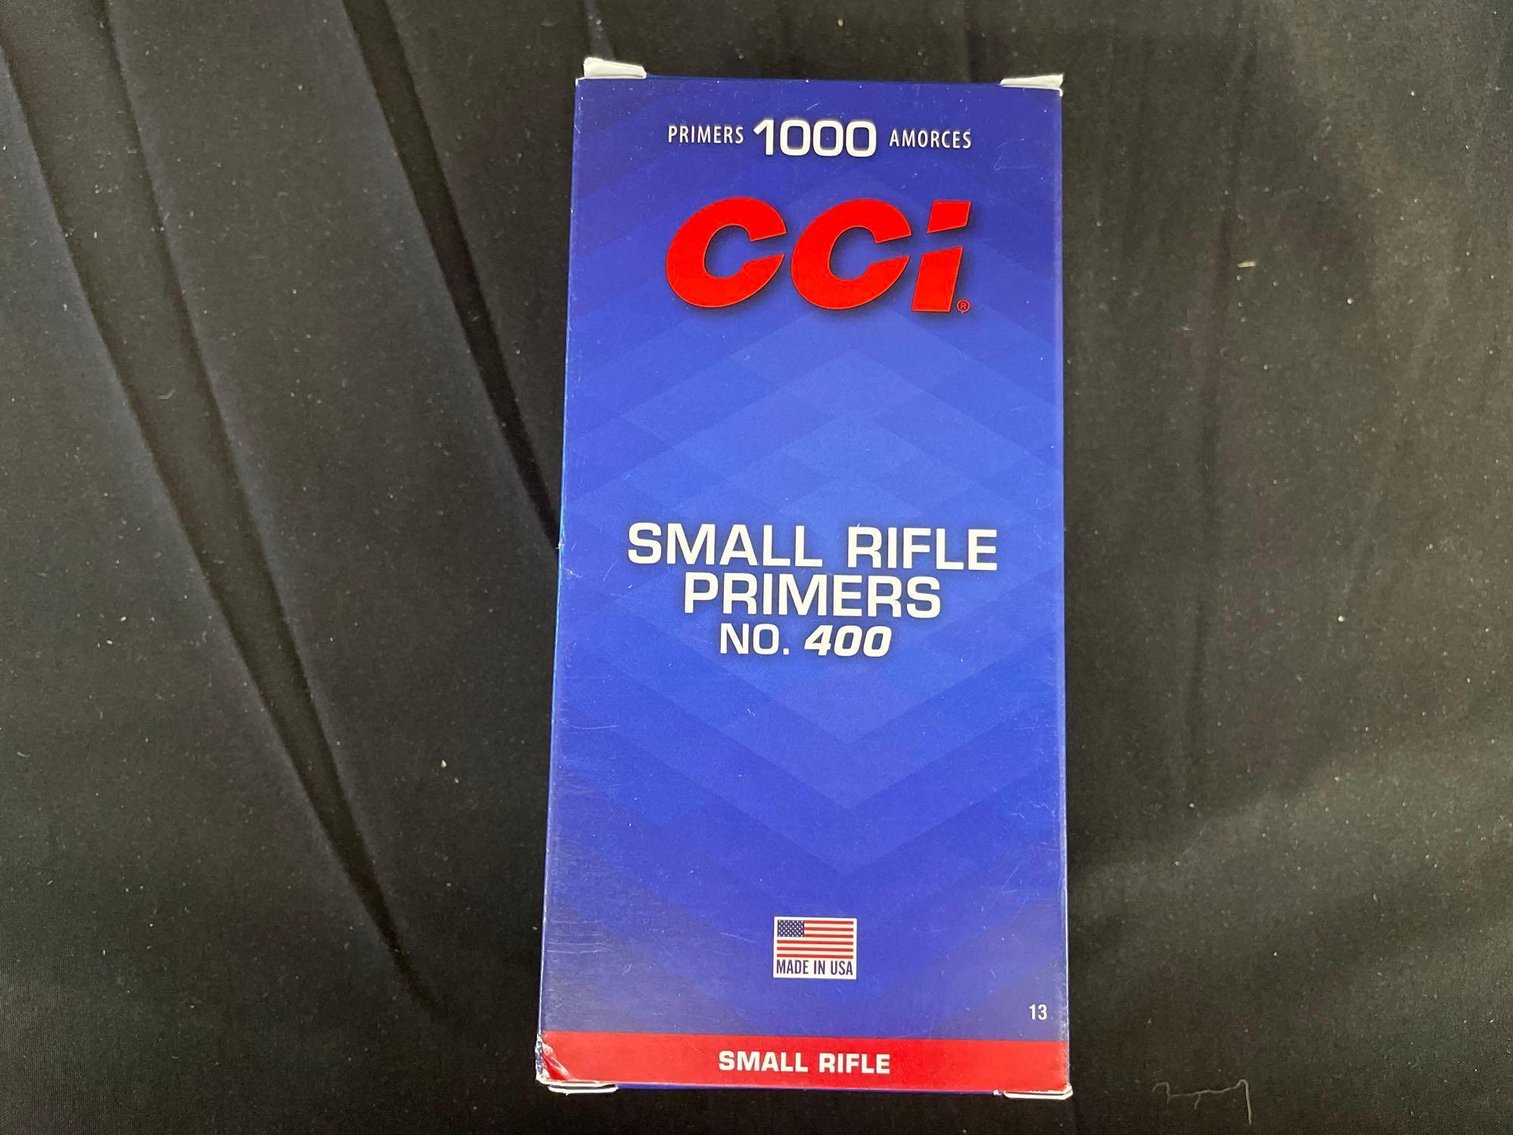 PRIMERS 1000 AMORCES
CCI®
SMALL RIFLE
PRIMERS
NO. 400
MADE IN USA
13
SMALL RIFLE